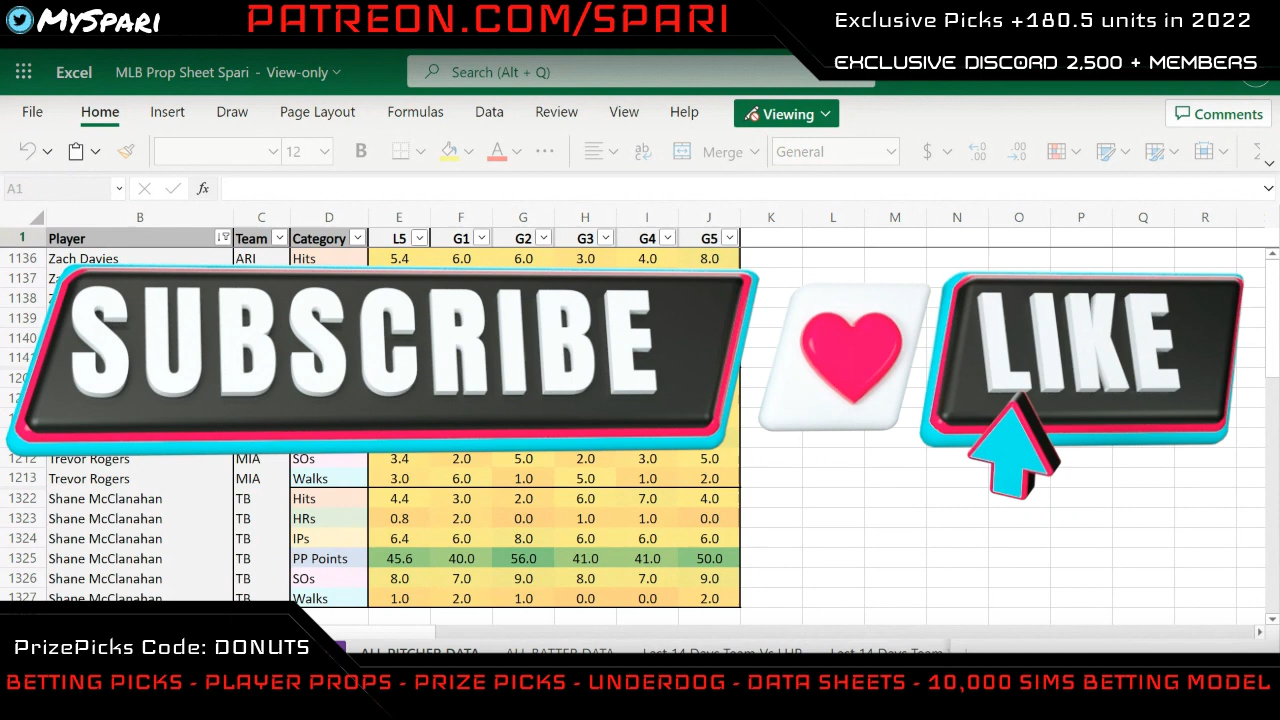 MySpari PATREON.COM/SPARI Exclusive Picks +180.5 units in 2022
EXCLUSIVE DISCORD 2,500 + MEMBERS
Excel MLB Prop Sheet Spari - View-only Search (Alt + Q)
File Home Insert Draw Page Layout Formulas Data Review View Help Viewing Comments
12 B A Merge General $
A1 fx
B C D E F G H I J K L M N O P Q R
1 Player Team Category L5 G1 G2 G3 G4 G5
1136 Zach Davies ARI Hits 5.4 6.0 6.0 3.0 4.0 8.0
1137
1138
1139
1140
1141
SUBSCRIBE LIKE
1212 Trevor Rogers MIA SOs 3.4 2.0 5.0 2.0 3.0 5.0
1213 Trevor Rogers MIA Walks 3.0 6.0 1.0 5.0 1.0 2.0
1322 Shane McClanahan TB Hits 4.4 3.0 2.0 6.0 7.0 4.0
1323 Shane McClanahan TB HRs 0.8 2.0 0.0 1.0 1.0 0.0
1324 Shane McClanahan TB IPs 6.4 6.0 8.0 6.0 6.0 6.0
1325 Shane McClanahan TB PP Points 45.6 40.0 56.0 41.0 41.0 50.0
1326 Shane McClanahan TB SOs 8.0 7.0 9.0 8.0 7.0 9.0
1327 Shane McClanahan TB Walks 1.0 2.0 1.0 0.0 0.0 2.0
PrizePicks Code: DONUTS
ALL PITCHER DATA ALL BATTER DATA Last 14 Days Team Vs LHP Last 14 Days Team
BETTING PICKS - PLAYER PROPS - PRIZE PICKS - UNDERDOG - DATA SHEETS - 10,000 SIMS BETTING MODEL